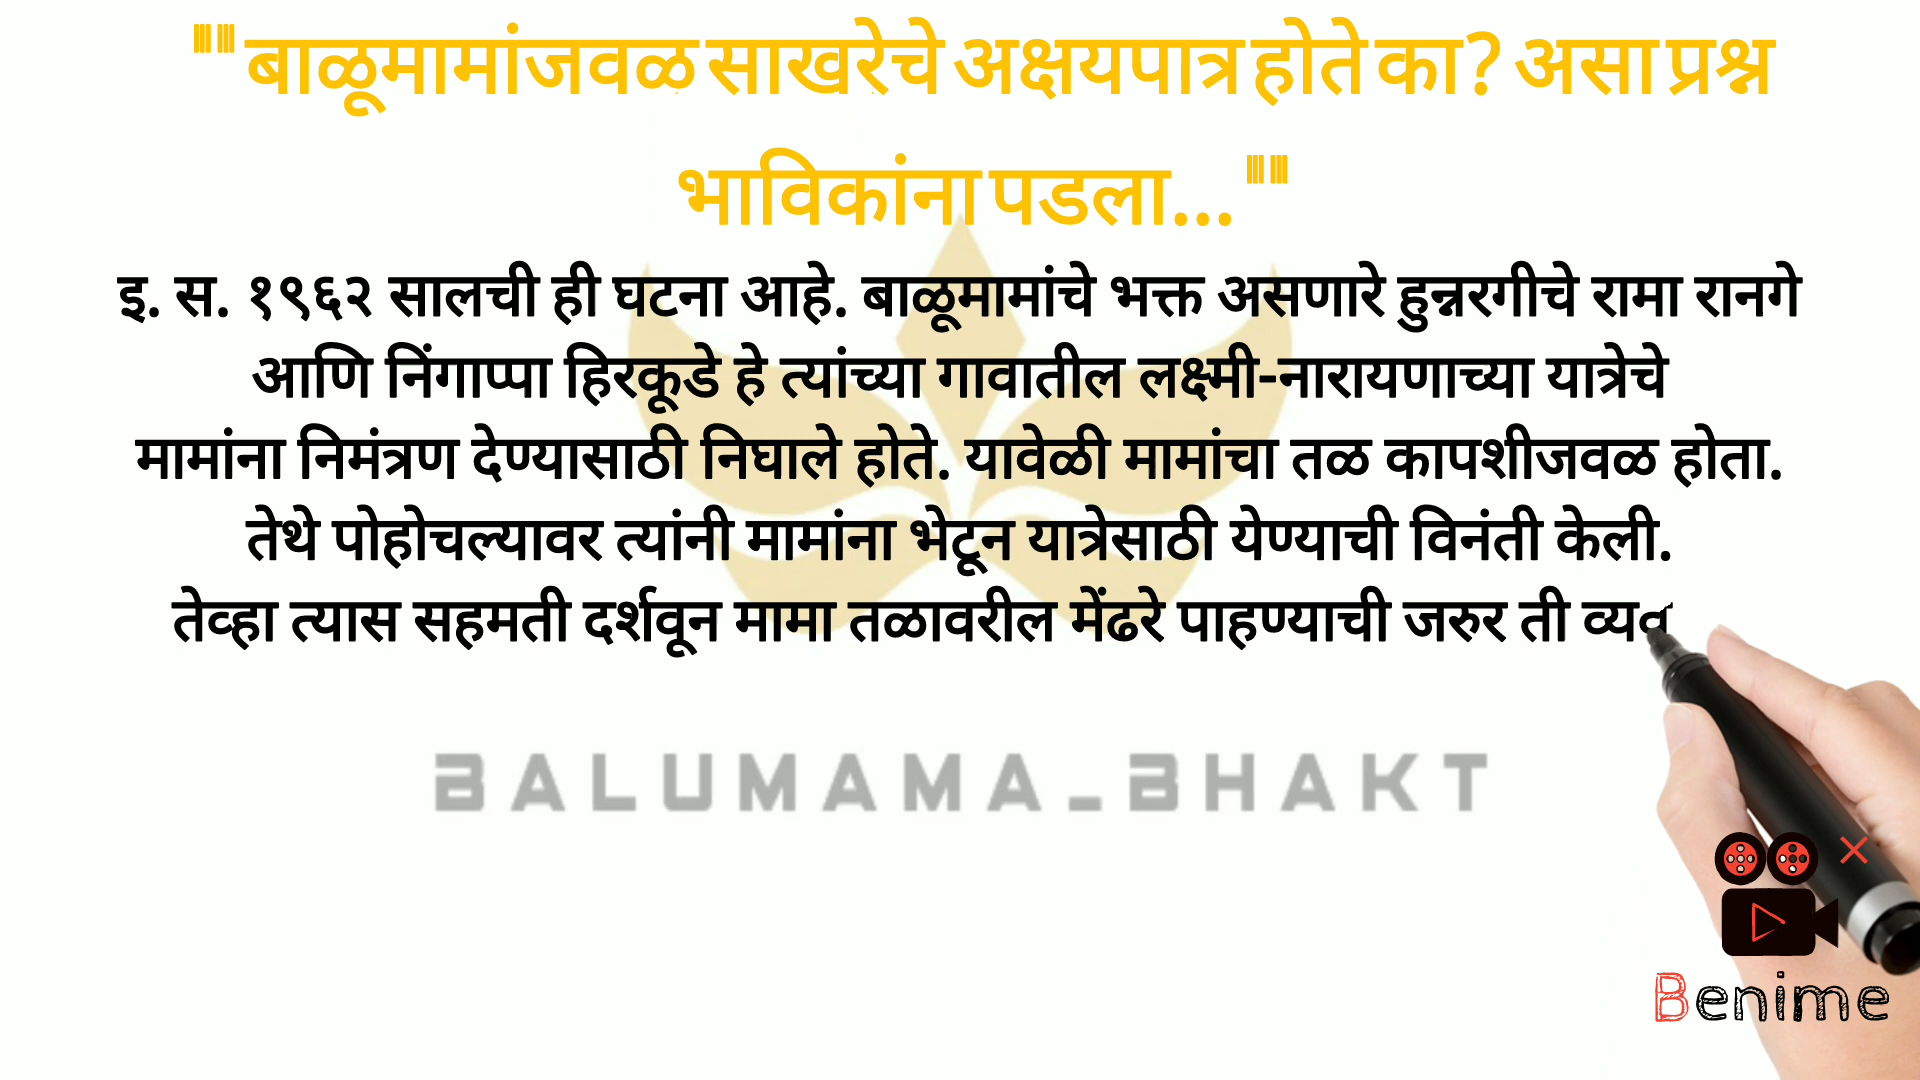 ""बाळूमामांजवळ साखरेचे अक्षयपात्र होते का? असा प्रश्न
भाविकांना पडला...""
इ. स. १९६२ सालची ही घटना आहे. बाळूमामांचे भक्त असणारे हुन्नरगीचे रामा रानगे
आणि निंगाप्पा हिरकूडे हे त्यांच्या गावातील लक्ष्मी-नारायणाच्या यात्रेचे
मामांना निमंत्रण देण्यासाठी निघाले होते. यावेळी मामांचा तळ कापशीजवळ होता.
तेथे पोहोचल्यावर त्यांनी मामांना भेटून यात्रेसाठी येण्याची विनंती केली.
तेव्हा त्यास सहमती दर्शवून मामा तळावरील मेंढरे पाहण्याची जरुर ती
BALUMAMA_BHAKT
Benime